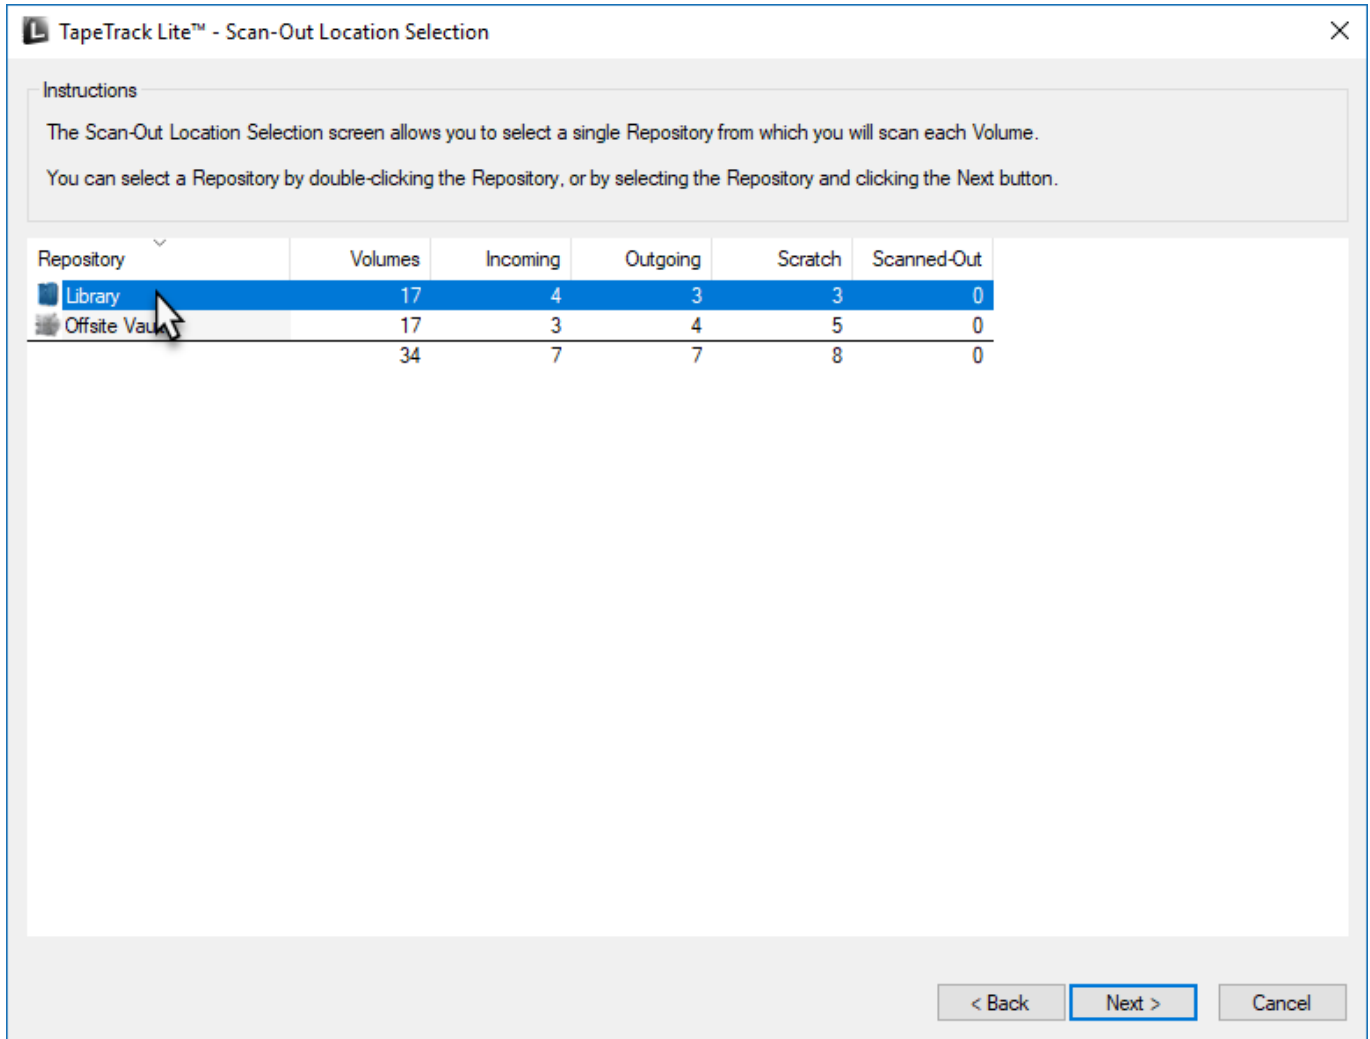 TapeTrack Lite™ - Scan-Out Location Selection
Instructions
The Scan-Out Location Selection screen allows you to select a single Repository from which you will scan each Volume.
You can select a Repository by double-clicking the Repository, or by selecting the Repository and clicking the Next button.
Repository Volumes Incoming Outgoing Scratch Scanned-Out
Library 17 4 3 3 0
Offsite 17 3 4 5 0
34 7 7 8 0
< Back Next > Cancel